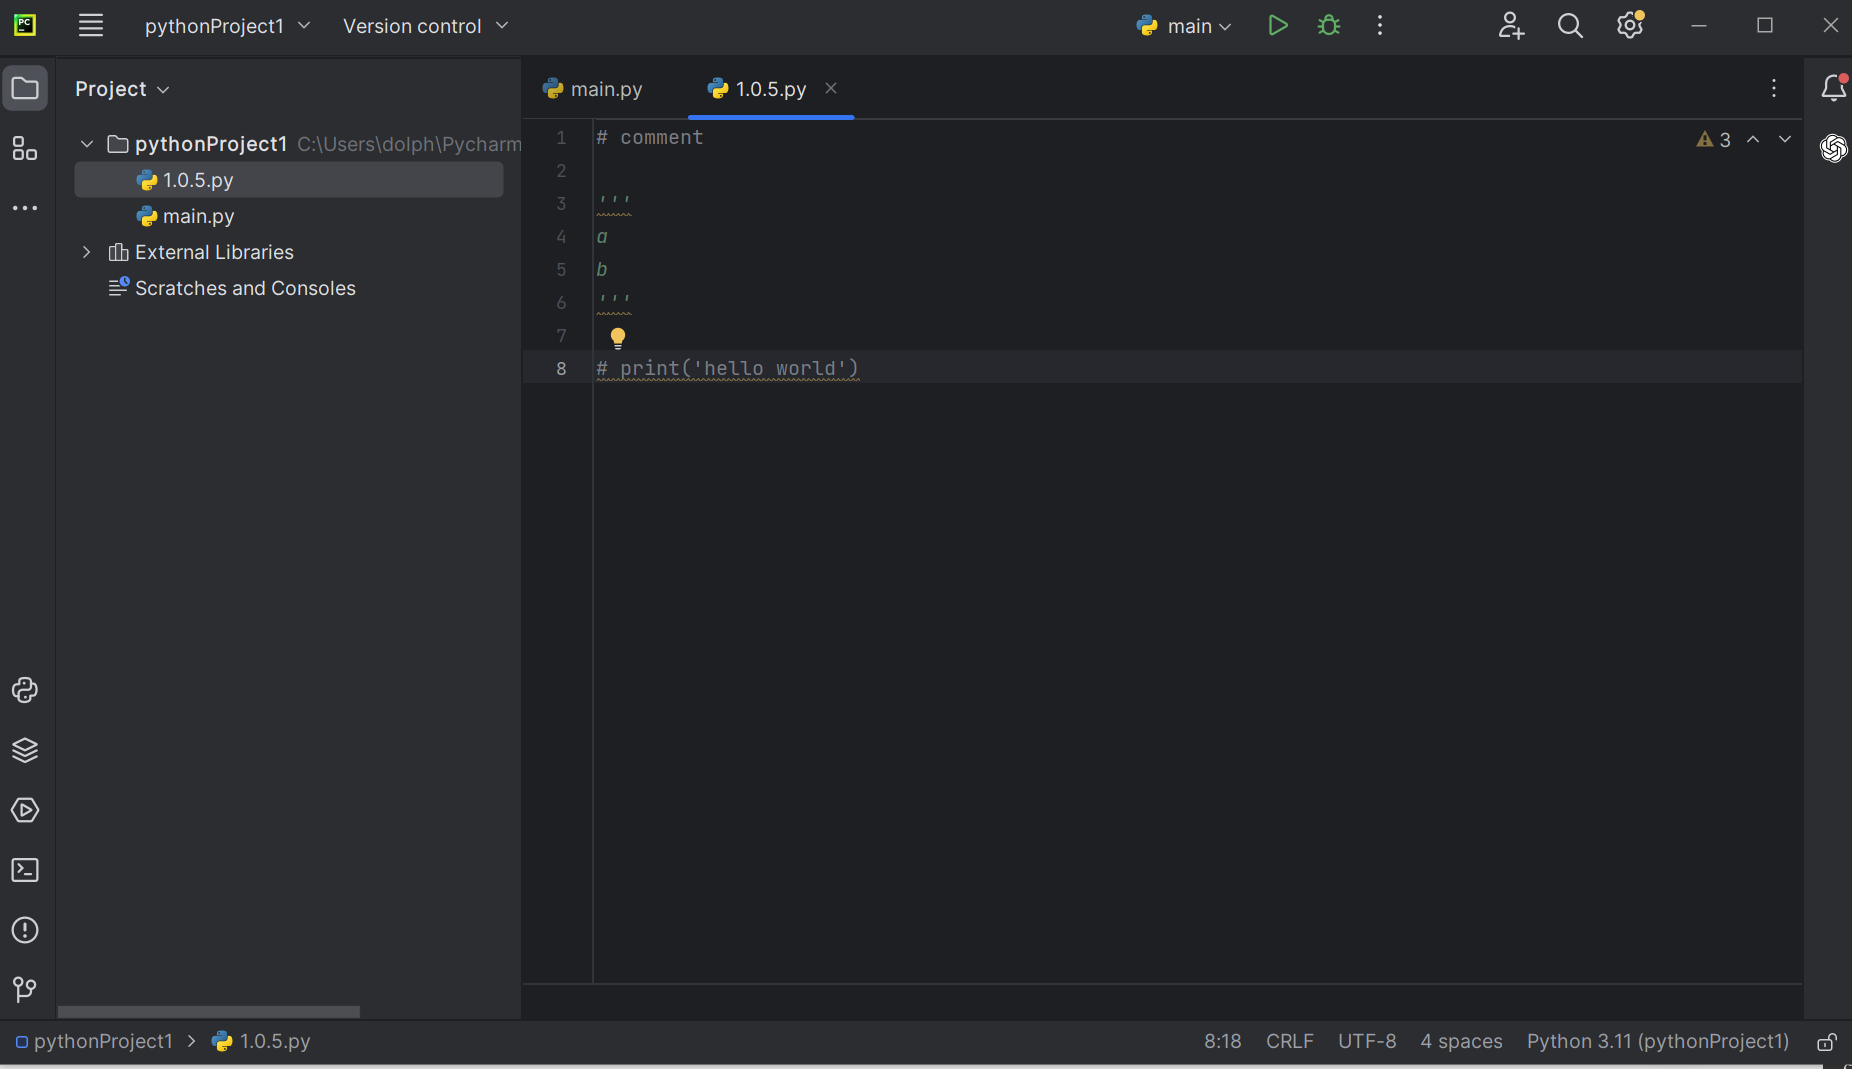 PC
pythonProject1
Version control
main
Project
main.py
1.0.5.py
pythonProject1 C:\Users\dolph\Pycharm
1.0.5.py
main.py
External Libraries
Scratches and Consoles
1 # comment
2
3 '''
4 a
5 b
6 '''
7
8 # print('hello world')
3
pythonProject1 > 1.0.5.py
8:18 CRLF UTF-8 4 spaces Python 3.11 (pythonProject1)